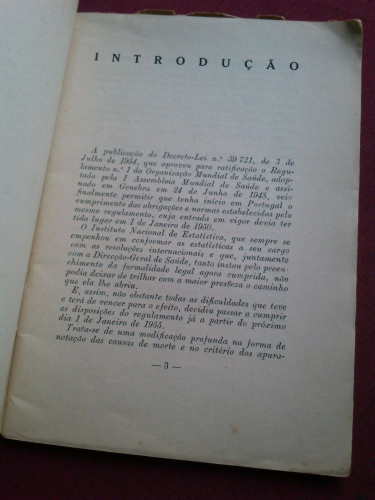 INTRODUÇÃO
A publicação do Decreto-Lei n.º 39 721, de 7 de
Julho de 1954, que aprovou para ratificação o Regu-
lamento n.º 1 da Organização Mundial de Saúde, adop-
tado pela I Assembleia Mundial de Saúde e assi-
nado em Genebra em 24 de Junho de 1948, veio
finalmente permitir que tenha início em Portugal o
cumprimento das obrigações e normas estabelecidas pelo
mesmo regulamento, cuja entrada em vigor devia ter
tido lugar em 1 de Janeiro de 1950.
O Instituto Nacional de Estatística, que sempre se
empenhou em conformar as estatísticas a seu cargo
com as resoluções internacionais e que, juntamente
com a Direcção-Geral de Saúde, tanto insistiu pelo preen-
chimento da formalidade legal agora cumprida, não
podia deixar de trilhar com a maior presteza o caminho
que ela lhe abriu.
E, assim, não obstante todas as dificuldades que teve
e terá de vencer para o efeito, decidiu passar a cumprir
as disposições do regulamento já a partir do próximo
dia 1 de Janeiro de 1955.
Trata-se de uma modificação profunda na forma de
notação das causas de morte e no critério dos apura-
— 3 —